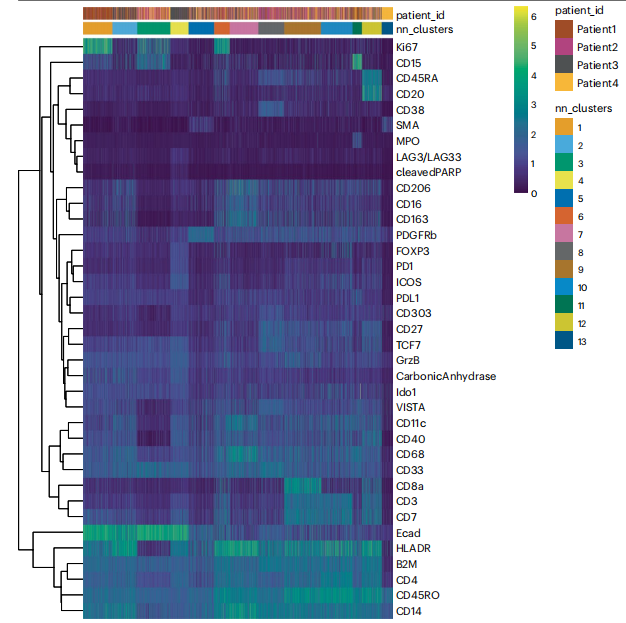 patient_id
nn_clusters
Ki67
CD15
CD45RA
CD20
CD38
SMA
MPO
LAG3/LAG33
cleavedPARP
CD206
CD16
CD163
PDGFRb
FOXP3
PD1
ICOS
PDL1
CD303
CD27
TCF7
GrzB
CarbonicAnhydrase
Ido1
VISTA
CD11c
CD40
CD68
CD33
CD8a
CD3
CD7
Ecad
HLADR
B2M
CD4
CD45RO
CD14
6
5
4
3
2
1
0
patient_id
Patient1
Patient2
Patient3
Patient4
nn_clusters
1
2
3
4
5
6
7
8
9
10
11
12
13